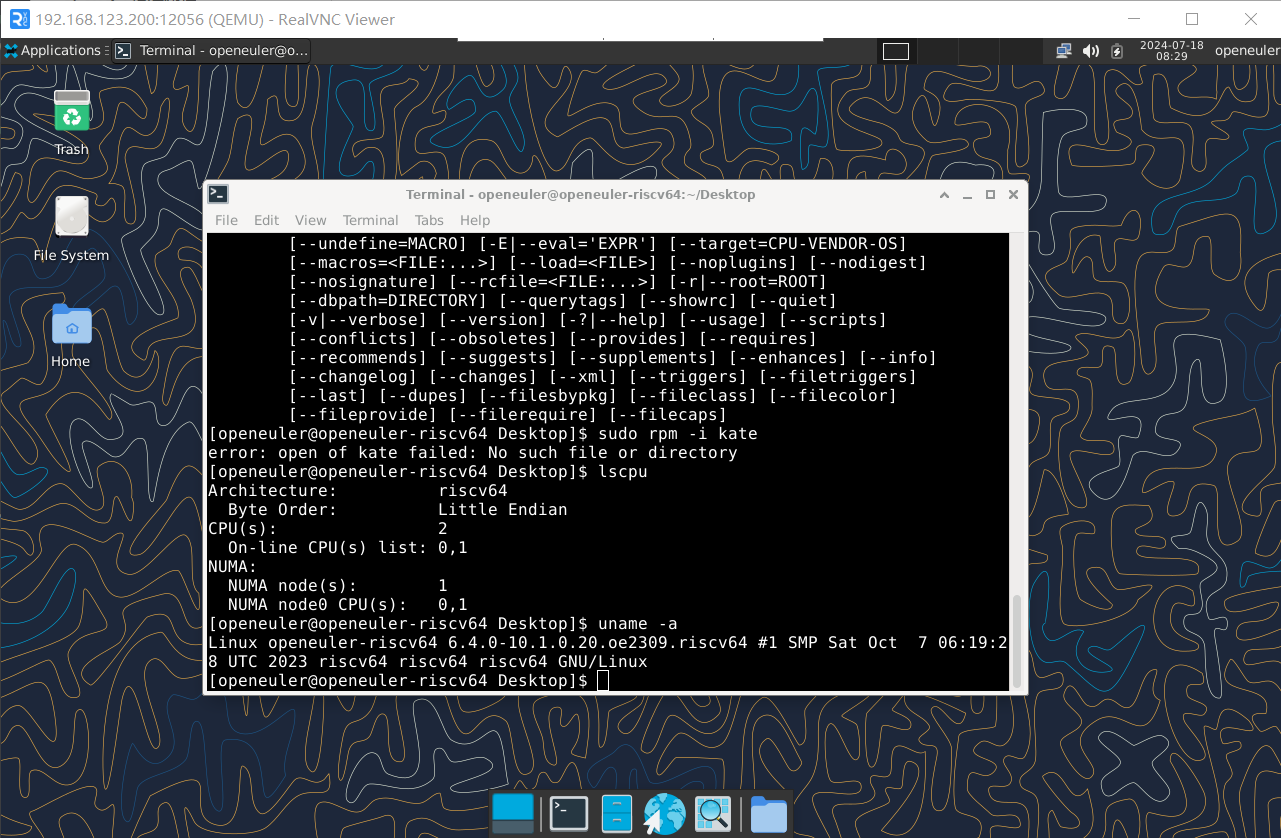 192.168.123.200:12056 (QEMU) - RealVNC Viewer
Applications
Terminal - openeuler@o...
2024-07-18
08:29
openeuler
Trash
File System
Home
Terminal - openeuler@openeuler-riscv64:~/Desktop
File Edit View Terminal Tabs Help
[--undefine=MACRO] [-E|--eval='EXPR'] [--target=CPU-VENDOR-OS]
[--macros=<FILE:...>] [--load=<FILE>] [--noplugins] [--nodigest]
[--nosignature] [--rcfile=<FILE:...>] [-r|--root=ROOT]
[--dbpath=DIRECTORY] [--querytags] [--showrc] [--quiet]
[-v|--verbose] [--version] [-?|--help] [--usage] [--scripts]
[--conflicts] [--obsoletes] [--provides] [--requires]
[--recommends] [--suggests] [--supplements] [--enhances] [--info]
[--changelog] [--changes] [--xml] [--triggers] [--filetriggers]
[--last] [--dupes] [--filesbypkg] [--fileclass] [--filecolor]
[--fileprovide] [--filerequire] [--filecaps]
[openeuler@openeuler-riscv64 Desktop]$ sudo rpm -i kate
error: open of kate failed: No such file or directory
[openeuler@openeuler-riscv64 Desktop]$ lscpu
Architecture: riscv64
Byte Order: Little Endian
CPU(s): 2
On-line CPU(s) list: 0,1
NUMA:
NUMA node(s): 1
NUMA node0 CPU(s): 0,1
[openeuler@openeuler-riscv64 Desktop]$ uname -a
Linux openeuler-riscv64 6.4.0-10.1.0.20.oe2309.riscv64 #1 SMP Sat Oct  7 06:19:2
8 UTC 2023 riscv64 riscv64 riscv64 GNU/Linux
[openeuler@openeuler-riscv64 Desktop]$